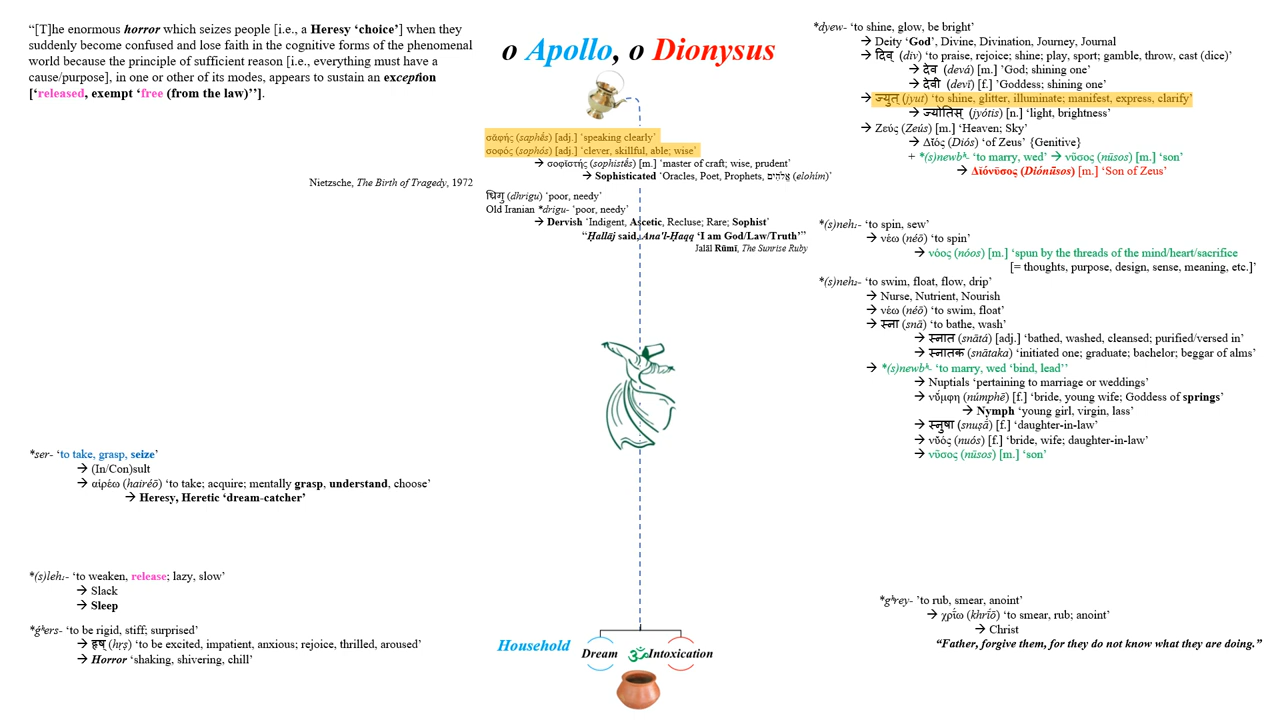 “[T]he enormous horror which seizes people [i.e., a Heresy ‘choice’] when they
suddenly become confused and lose faith in the cognitive forms of the phenomenal
world because the principle of sufficient reason [i.e., everything must have a
cause/purpose], in one or other of its modes, appears to sustain an exception
[‘released, exempt ‘free (from the law)’’].
Nietzsche, The Birth of Tragedy, 1972
*ser- ‘to take, grasp, seize’
→ (In/Con)sult
→ αἱρέω (hairéō) ‘to take; acquire; mentally grasp, understand, choose’
→ Heresy, Heretic ‘dream-catcher’
*(s)leh₁- ‘to weaken, release; lazy, slow’
→ Slack
→ Sleep
*ǵʰers- ‘to be rigid, stiff; surprised’
→ हृष् (hṛṣ) ‘to be excited, impatient, anxious; rejoice, thrilled, aroused’
→ Horror ‘shaking, shivering, chill’
o Apollo, o Dionysus
σᾰφής (saphḗs) [adj.] ‘speaking clearly’
σοφός (sophós) [adj.] ‘clever, skillful, able; wise’
→ σοφῐστής (sophistḗs) [m.] ‘master of craft; wise, prudent’
→ Sophisticated ‘Oracles, Poet, Prophets, אֱלֹהִים (elohím)’
ध्रिगु (dhrigu) ‘poor, needy’
Old Iranian *drigu- ‘poor, needy’
→ Dervish ‘Indigent, Ascetic, Recluse; Rare; Sophist’
“Ḥallāj said, Ana'l-Ḥaqq ‘I am God/Law/Truth’”
Jalāl Rūmī, The Sunrise Ruby
Household
Dream ॐ Intoxication
*dyew- ‘to shine, glow, be bright’
→ Deity ‘God’, Divine, Divination, Journey, Journal
→ दिव् (div) ‘to praise, rejoice; shine; play, sport; gamble, throw, cast (dice)’
→ देव (devá) [m.] ’God; shining one’
→ देवी (devī) [f.] ’Goddess; shining one’
→ ज्युत् (jyut) ‘to shine, glitter, illuminate; manifest, express, clarify’
→ ज्योतिस् (jyótis) [n.] ‘light, brightness’
→ Ζεύς (Zeús) [m.] ‘Heaven; Sky’
→ Δῐός (Diós) ‘of Zeus’ {Genitive}
+ *(s)newbʰ- ‘to marry, wed’ → νῦσος (nūsos) [m.] ‘son’
→ Δῐόνῡσος (Diónūsos) [m.] ‘Son of Zeus’
*(s)neh₁- ‘to spin, sew’
→ νέω (néō) ‘to spin’
→ νόος (nóos) [m.] ‘spun by the threads of the mind/heart/sacrifice
[= thoughts, purpose, design, sense, meaning, etc.]’
*(s)neh₂- ‘to swim, float, flow, drip’
→ Nurse, Nutrient, Nourish
→ νέω (néō) ‘to swim, float’
→ स्ना (snā) ‘to bathe, wash’
→ स्नात (snātá) [adj.] ‘bathed, washed, cleansed; purified/versed in’
→ स्नातक (snātaka) ‘initiated one; graduate; bachelor; beggar of alms’
→ *(s)newbʰ- ‘to marry, wed ‘bind, lead’’
→ Nuptials ‘pertaining to marriage or weddings’
→ νῠ́μφη (númphē) [f.] ‘bride, young wife; Goddess of springs’
→ Nymph ‘young girl, virgin, lass’
→ स्नुषा (snuṣā) [f.] ‘daughter-in-law’
→ νῠός (nuós) [f.] ‘bride, wife; daughter-in-law’
→ νῦσος (nūsos) [m.] ‘son’
*gʰrey- ’to rub, smear, anoint’
→ χρῑ́ω (khrī́ō) ‘to smear, rub; anoint’
→ Christ
“Father, forgive them, for they do not know what they are doing.”